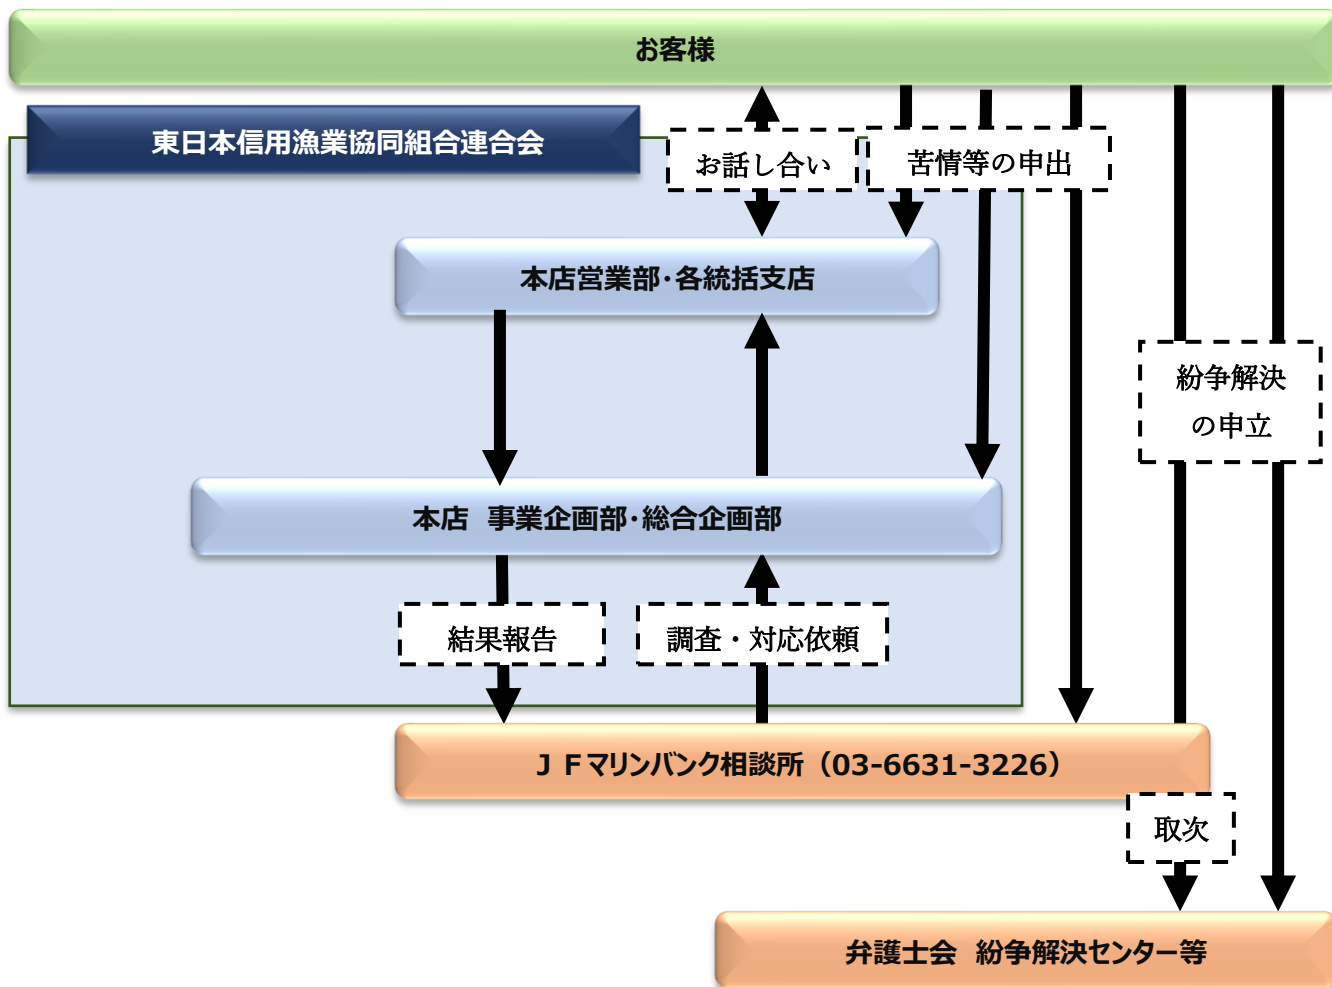 お客様
東日本信用漁業協同組合連合会
お話し合い
苦情等の申出
本店営業部・各統括支店
紛争解決
の申立
本店　事業企画部・総合企画部
結果報告
調査・対応依頼
ＪＦマリンバンク相談所（03-6631-3226）
取次
弁護士会　紛争解決センター等